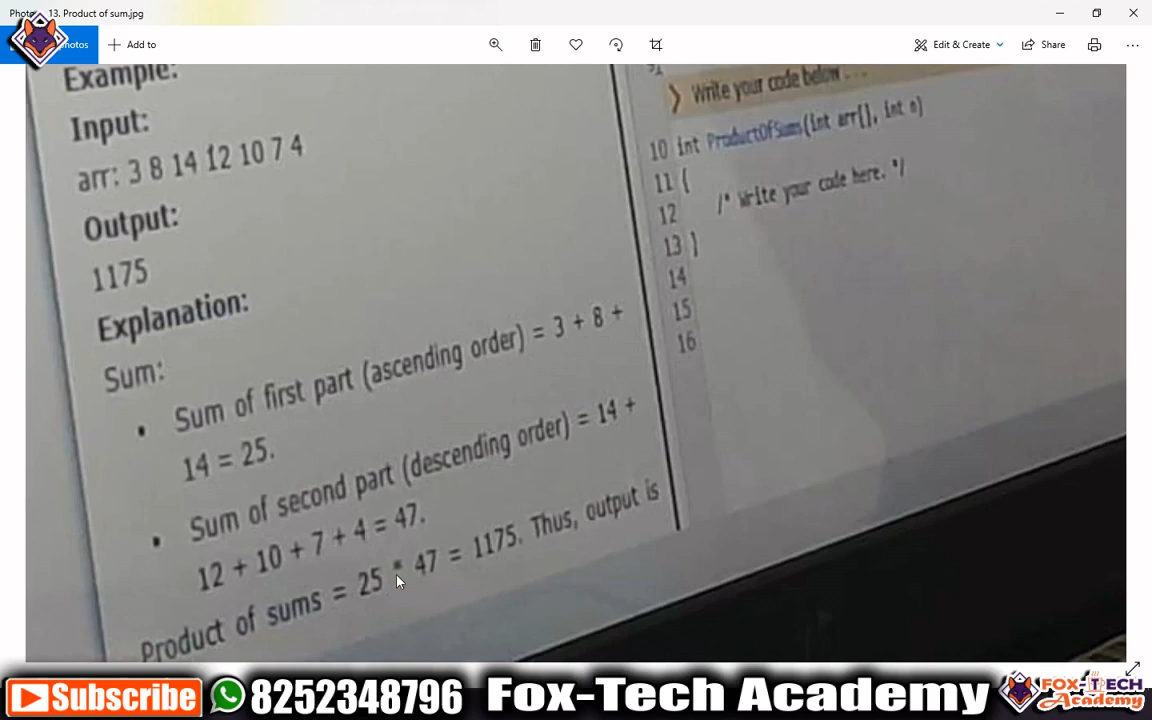 13. Product of sum.jpg
Add to
Edit & Create
Share
Example:
Input:
arr: 3 8 14 12 10 7 4
Output:
1175
Explanation:
Sum:
• Sum of first part (ascending order) = 3 + 8 +
14 = 25.
• Sum of second part (descending order) = 14 +
12 + 10 + 7 + 4 = 47.
Product of sums = 25 * 47 = 1175. Thus, output is
Write your code below . . .
10 int ProductOfSums(int arr[], int n)
11 {
12 /* Write your code here. */
13 }
14
15
16
Subscribe
8252348796
Fox-Tech Academy
FOX-TECH
Academy